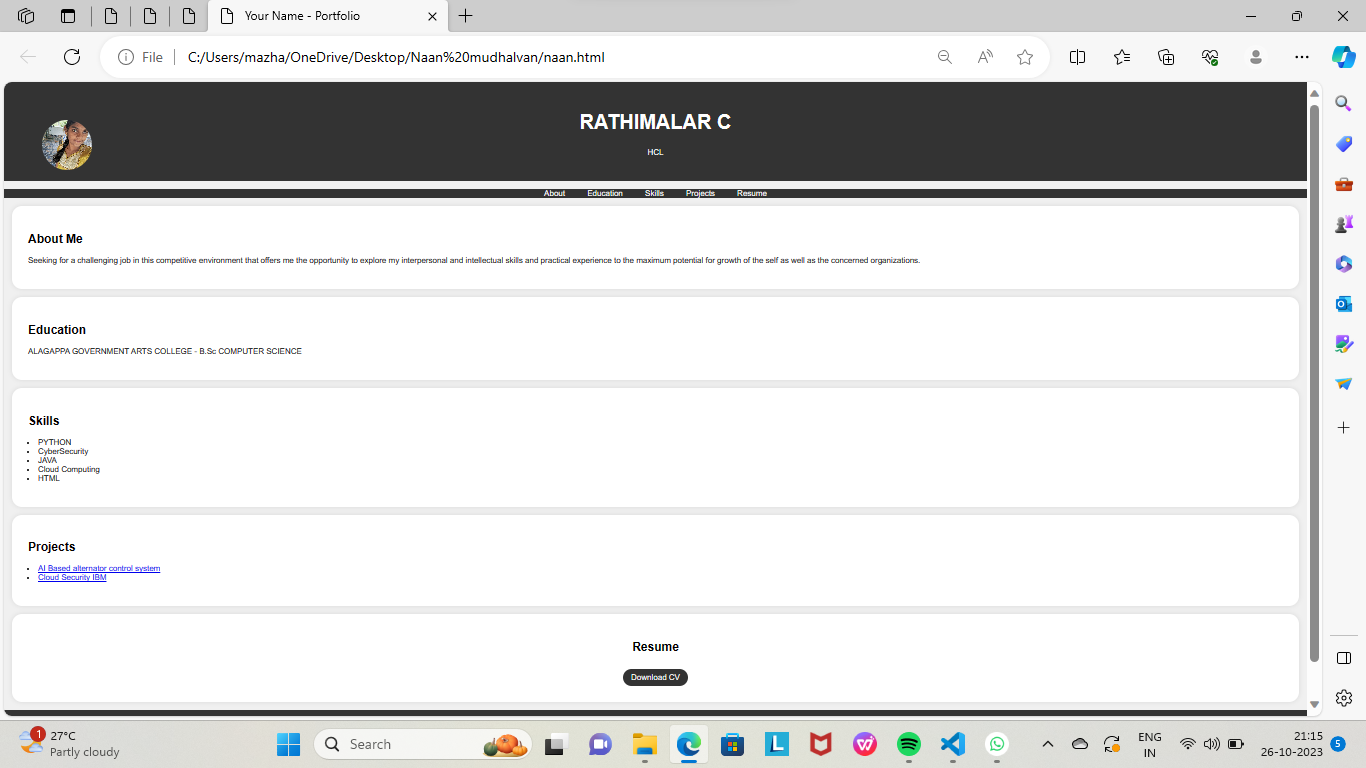 Your Name - Portfolio
File
C:/Users/mazha/OneDrive/Desktop/Naan%20mudhalvan/naan.html
RATHIMALAR C
HCL
About Education Skills Projects Resume
About Me
Seeking for a challenging job in this competitive environment that offers me the opportunity to explore my interpersonal and intellectual skills and practical experience to the maximum potential for growth of the self as well as the concerned organizations.
Education
ALAGAPPA GOVERNMENT ARTS COLLEGE - B.Sc COMPUTER SCIENCE
Skills
PYTHON
CyberSecurity
JAVA
Cloud Computing
HTML
Projects
AI Based alternator control system
Cloud Security IBM
Resume
Download CV
1
27°C
Partly cloudy
Search
L
ENG
IN
21:15
26-10-2023
5